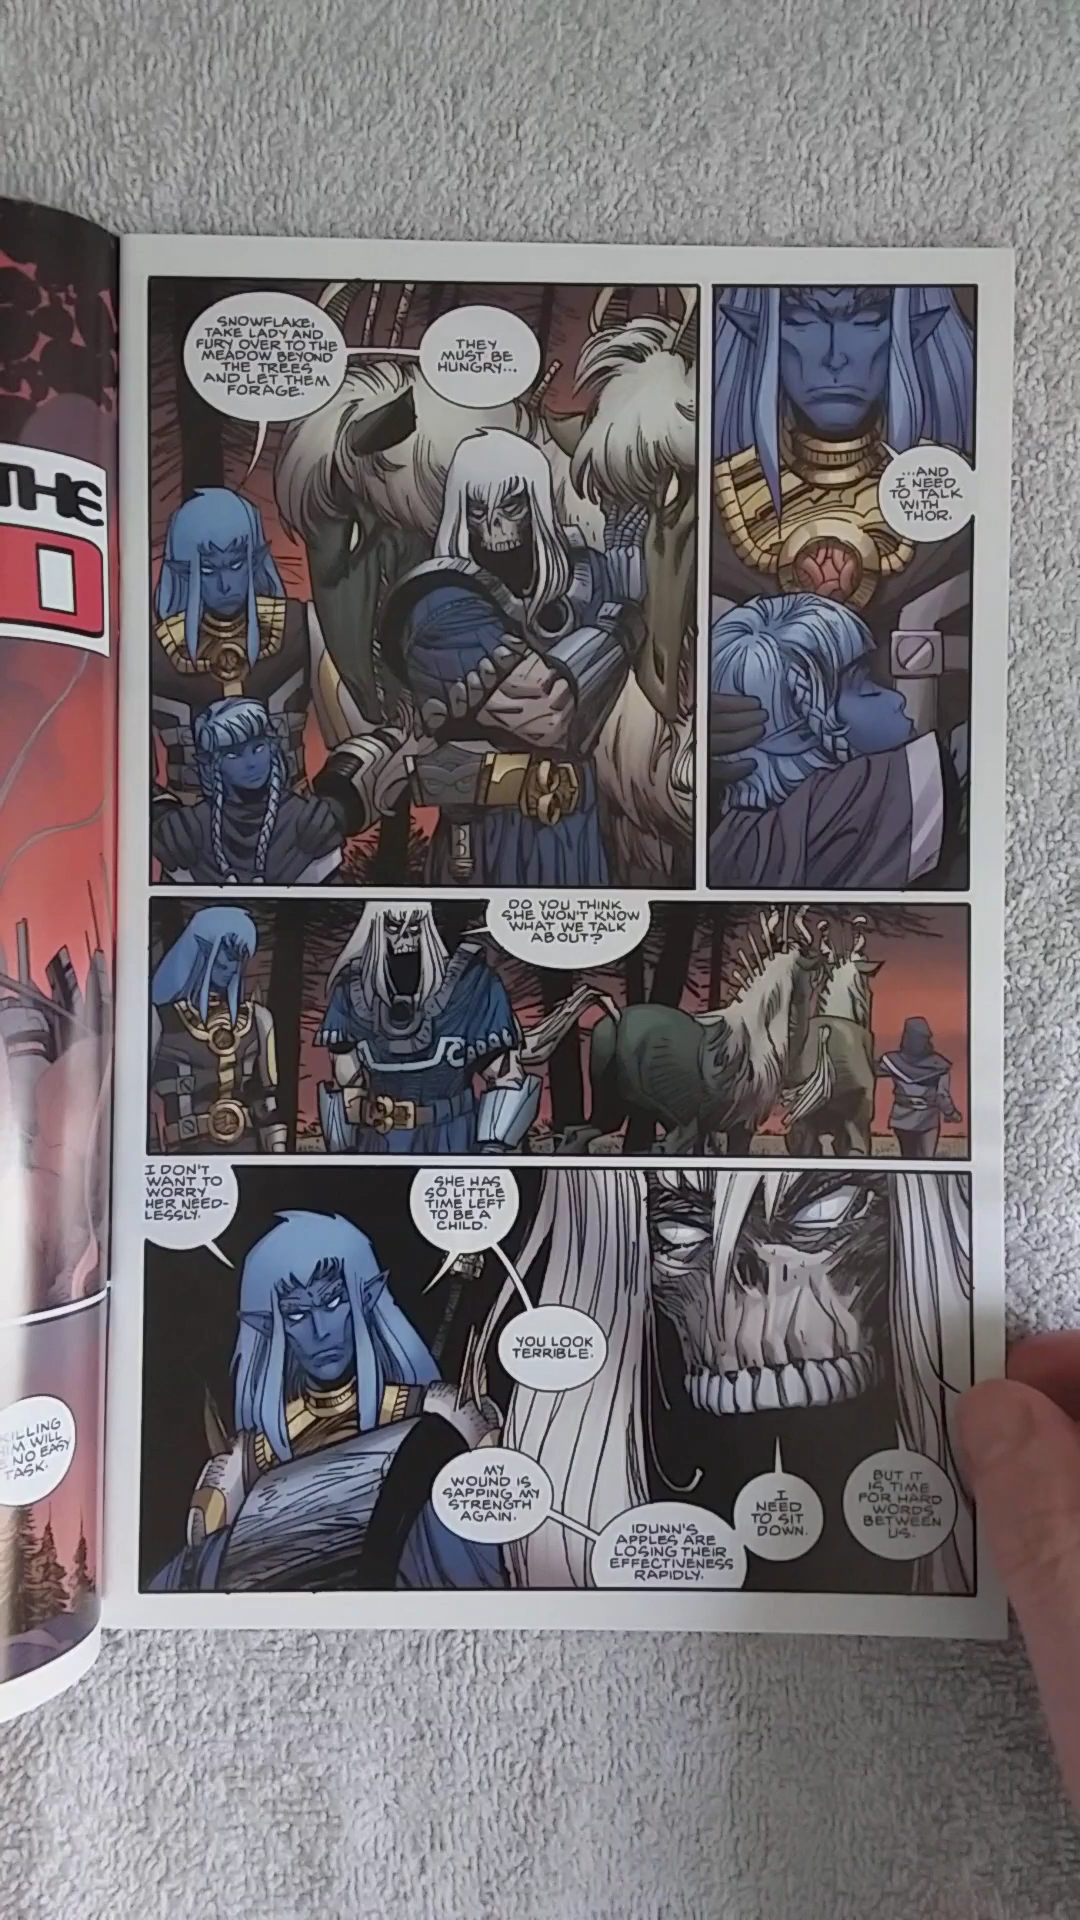 THE
D
KILLING
HIM WILL
BE NO EASY
TASK.
SNOWFLAKE,
TAKE LADY AND
FURY OVER TO THE
MEADOW BEYOND
THE TREES
AND LET THEM
FORAGE.
THEY
MUST BE
HUNGRY...
...AND
I NEED
TO TALK
WITH
THOR.
DO YOU THINK
SHE WON'T KNOW
WHAT WE TALK
ABOUT?
I DON'T
WANT TO
WORRY
HER NEED-
LESSLY.
SHE HAS
SO LITTLE
TIME LEFT
TO BE A
CHILD.
YOU LOOK
TERRIBLE.
MY
WOUND IS
SAPPING MY
STRENGTH
AGAIN.
IDUNN'S
APPLES ARE
LOSING THEIR
EFFECTIVENESS
RAPIDLY.
I
NEED
TO SIT
DOWN.
BUT IT
IS TIME
FOR HARD
WORDS
BETWEEN
US.